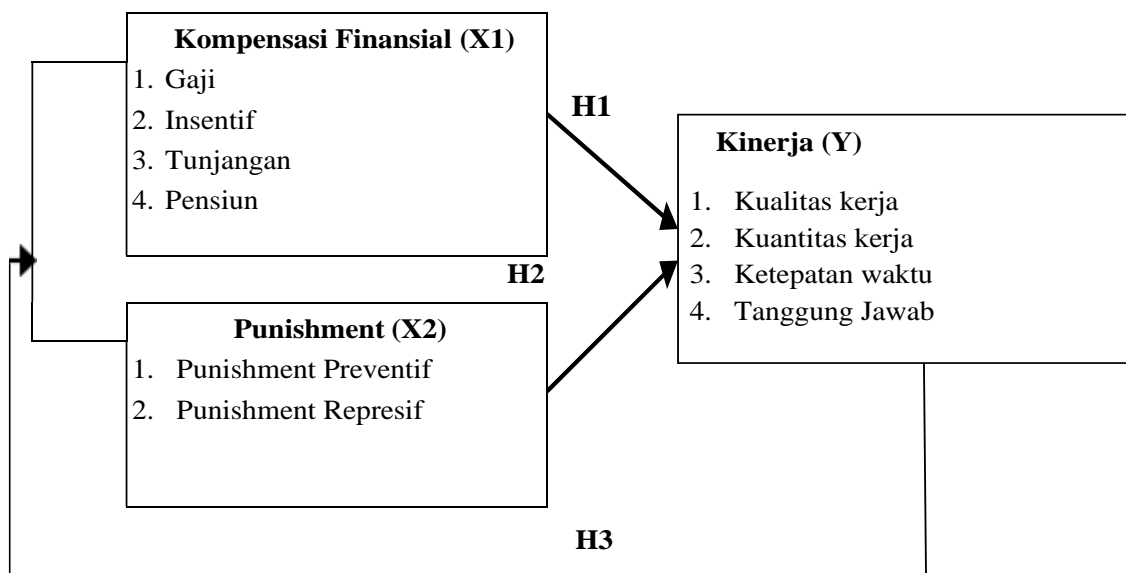 Kompensasi Finansial (X1)
1. Gaji
2. Insentif
3. Tunjangan
4. Pensiun
H1
Kinerja (Y)
1. Kualitas kerja
2. Kuantitas kerja
3. Ketepatan waktu
4. Tanggung Jawab
H2
Punishment (X2)
1. Punishment Preventif
2. Punishment Represif
H3